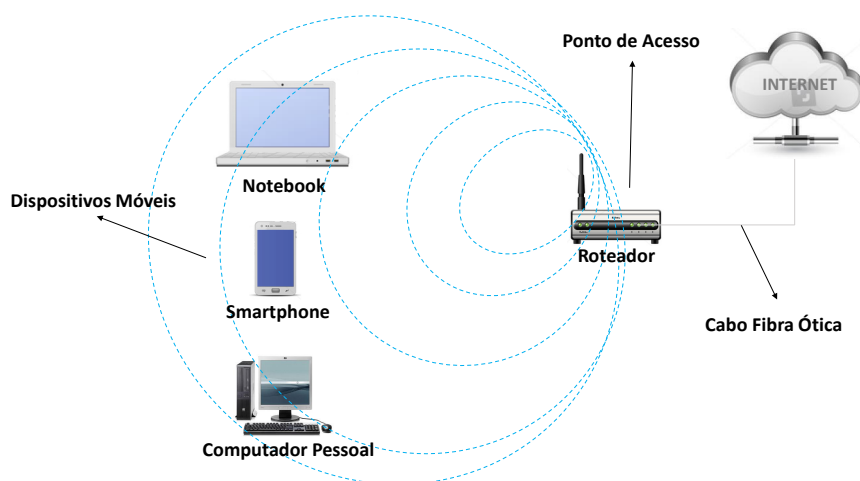 Ponto de Acesso
INTERNET
Notebook
Dispositivos Móveis
Roteador
Smartphone
Cabo Fibra Ótica
Computador Pessoal